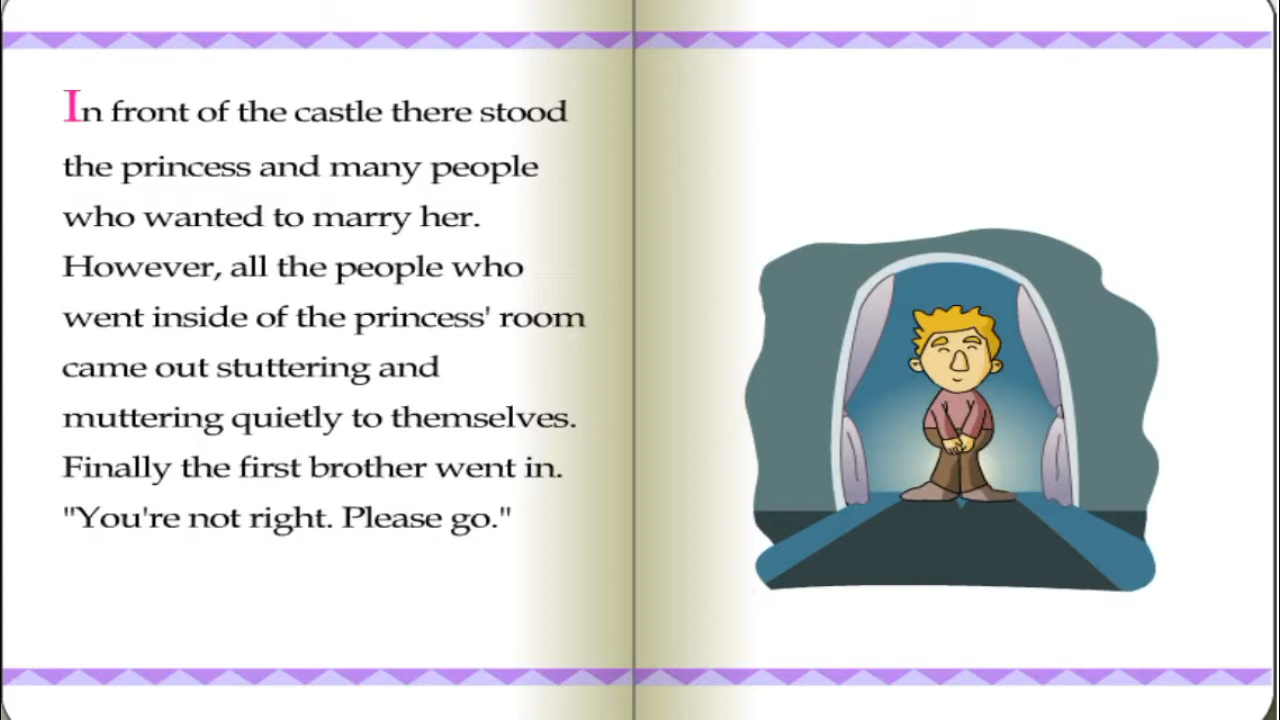 In front of the castle there stood
the princess and many people
who wanted to marry her.
However, all the people who
went inside of the princess' room
came out stuttering and
muttering quietly to themselves.
Finally the first brother went in.
"You're not right. Please go."